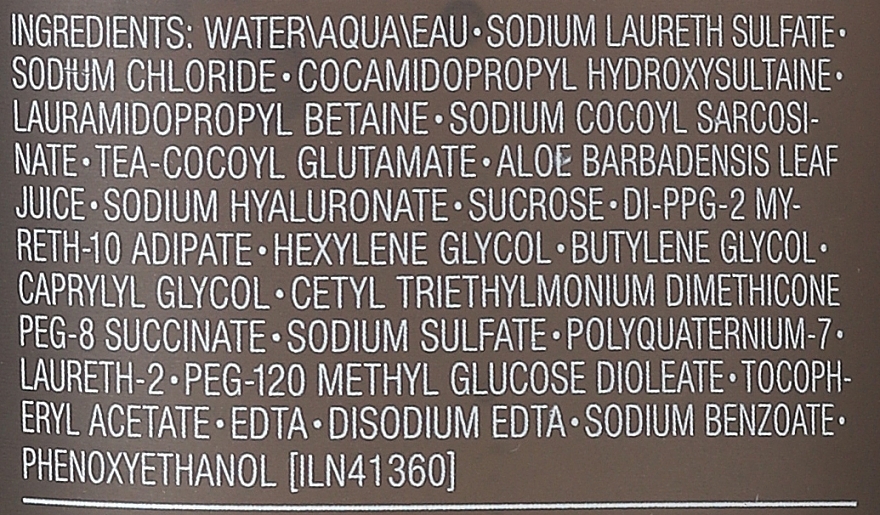 INGREDIENTS: WATER\AQUA\EAU • SODIUM LAURETH SULFATE •
SODIUM CHLORIDE • COCAMIDOPROPYL HYDROXYSULTAINE •
LAURAMIDOPROPYL BETAINE • SODIUM COCOYL SARCOSI-
NATE • TEA-COCOYL GLUTAMATE • ALOE BARBADENSIS LEAF
JUICE • SODIUM HYALURONATE • SUCROSE • DI-PPG-2 MY-
RETH-10 ADIPATE • HEXYLENE GLYCOL • BUTYLENE GLYCOL •
CAPRYLYL GLYCOL • CETYL TRIETHYLMONIUM DIMETHICONE
PEG-8 SUCCINATE • SODIUM SULFATE • POLYQUATERNIUM-7 •
LAURETH-2 • PEG-120 METHYL GLUCOSE DIOLEATE • TOCOPH-
ERYL ACETATE • EDTA • DISODIUM EDTA • SODIUM BENZOATE •
PHENOXYETHANOL [ILN41360]